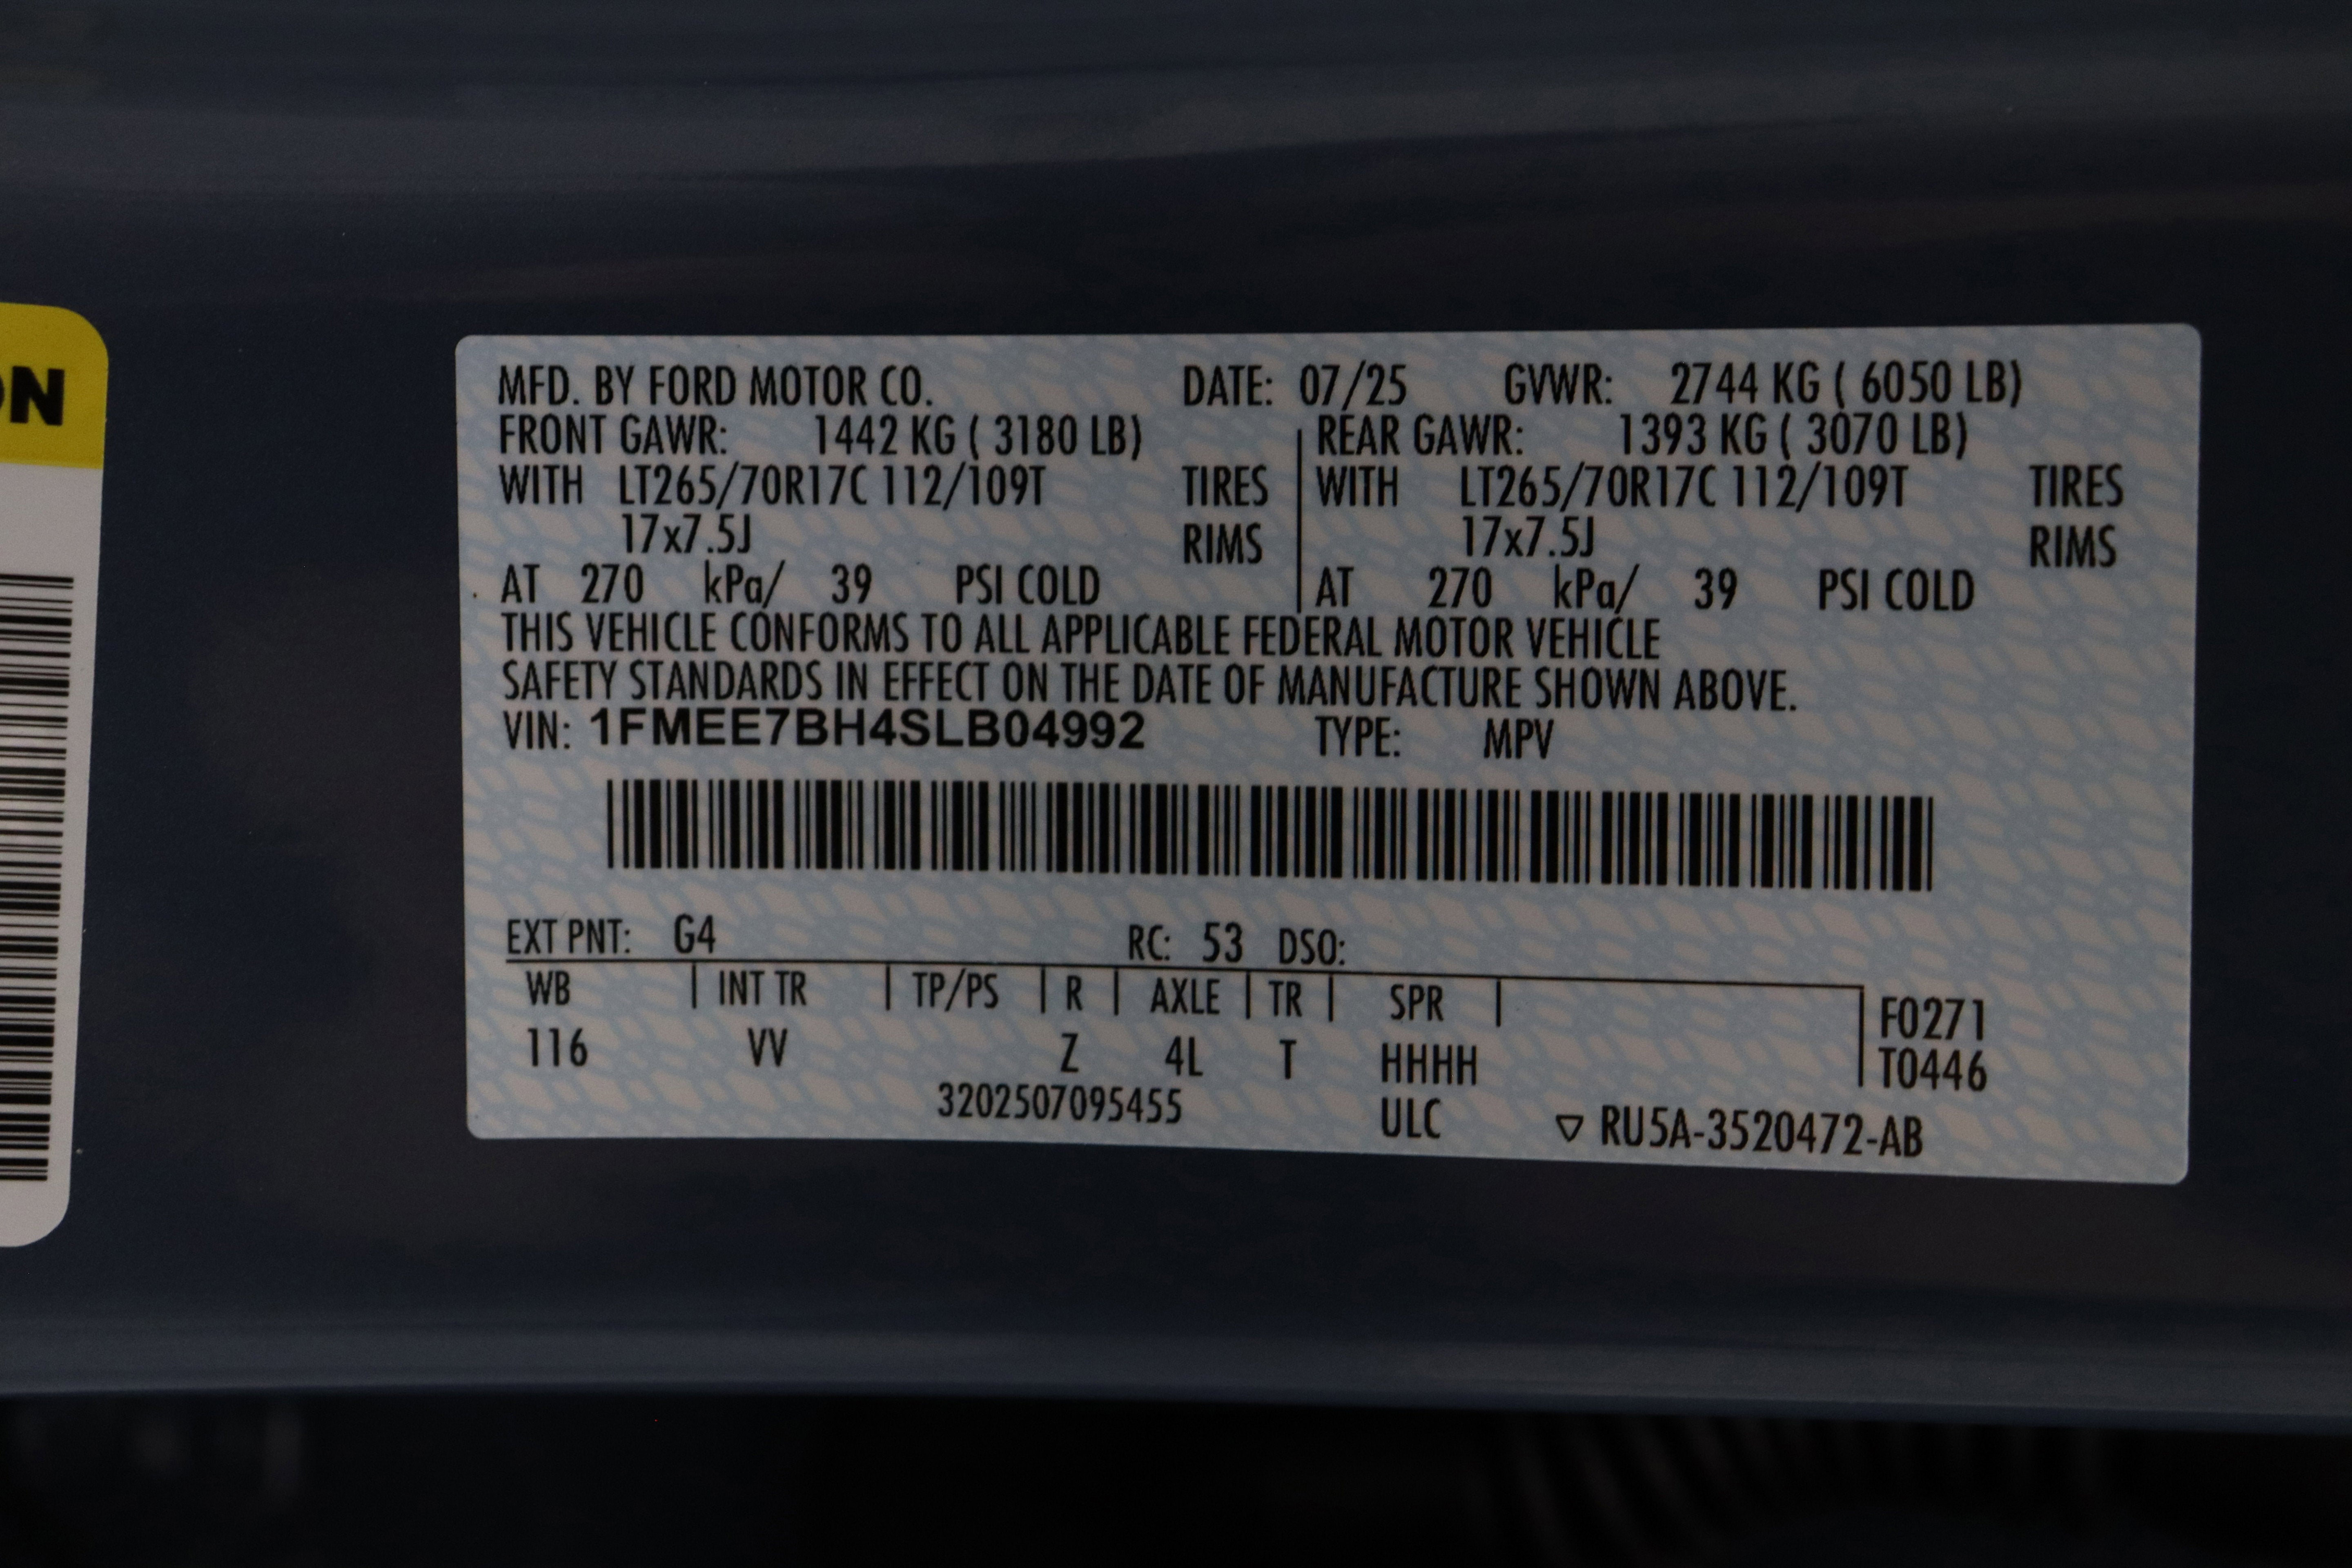 ON
MFD. BY FORD MOTOR CO. DATE: 07/25 GVWR: 2744 KG ( 6050 LB)
FRONT GAWR: 1442 KG ( 3180 LB) REAR GAWR: 1393 KG ( 3070 LB)
WITH LT265/70R17C 112/109T TIRES WITH LT265/70R17C 112/109T TIRES
17x7.5J RIMS 17x7.5J RIMS
AT 270 kPa/ 39 PSI COLD AT 270 kPa/ 39 PSI COLD
THIS VEHICLE CONFORMS TO ALL APPLICABLE FEDERAL MOTOR VEHICLE
SAFETY STANDARDS IN EFFECT ON THE DATE OF MANUFACTURE SHOWN ABOVE.
VIN: 1FMEE7BH4SLB04992 TYPE: MPV
EXT PNT: G4 RC: 53 DSO:
WB INT TR TP/PS R AXLE TR SPR F0271
116 VV Z 4L T HHHH T0446
3202507095455 ULC ▽ RU5A-3520472-AB